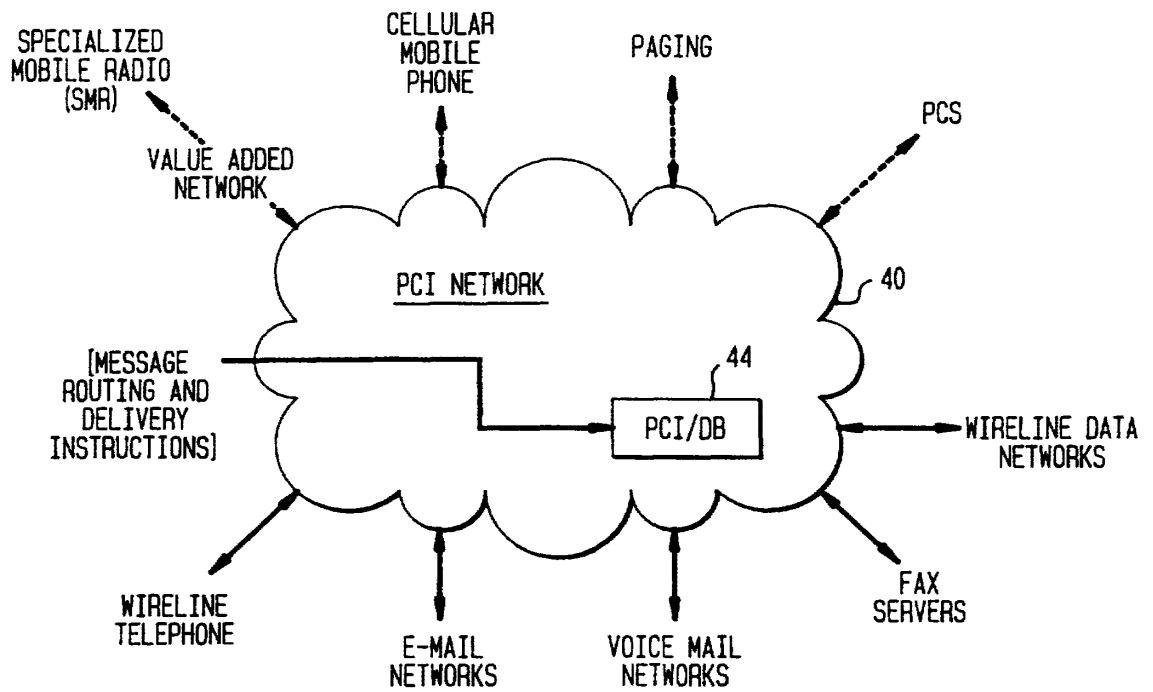 SPECIALIZED
MOBILE RADIO
(SMR)
CELLULAR
MOBILE
PHONE
PAGING
PCS
VALUE ADDED
NETWORK
PCI NETWORK
40
[MESSAGE
ROUTING AND
DELIVERY
INSTRUCTIONS]
44
PCI/DB
WIRELINE DATA
NETWORKS
WIRELINE
TELEPHONE
E-MAIL
NETWORKS
VOICE MAIL
NETWORKS
FAX
SERVERS